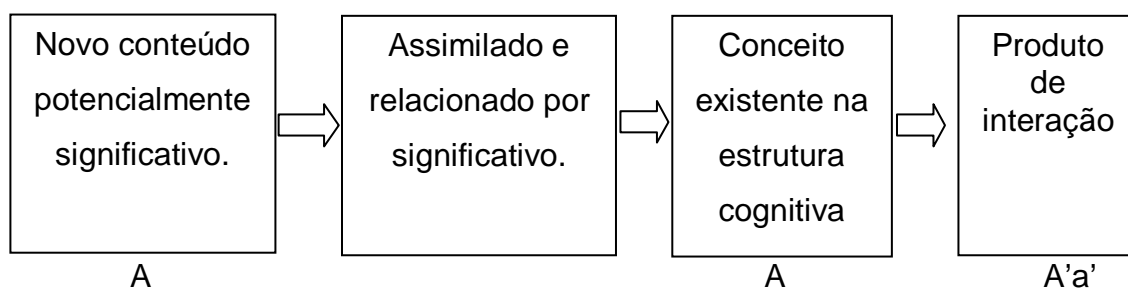 Novo conteúdo
potencialmente
significativo.
Assimilado e
relacionado por
significativo.
Conceito
existente na
estrutura
cognitiva
Produto
de
interação
A
A
A'a'